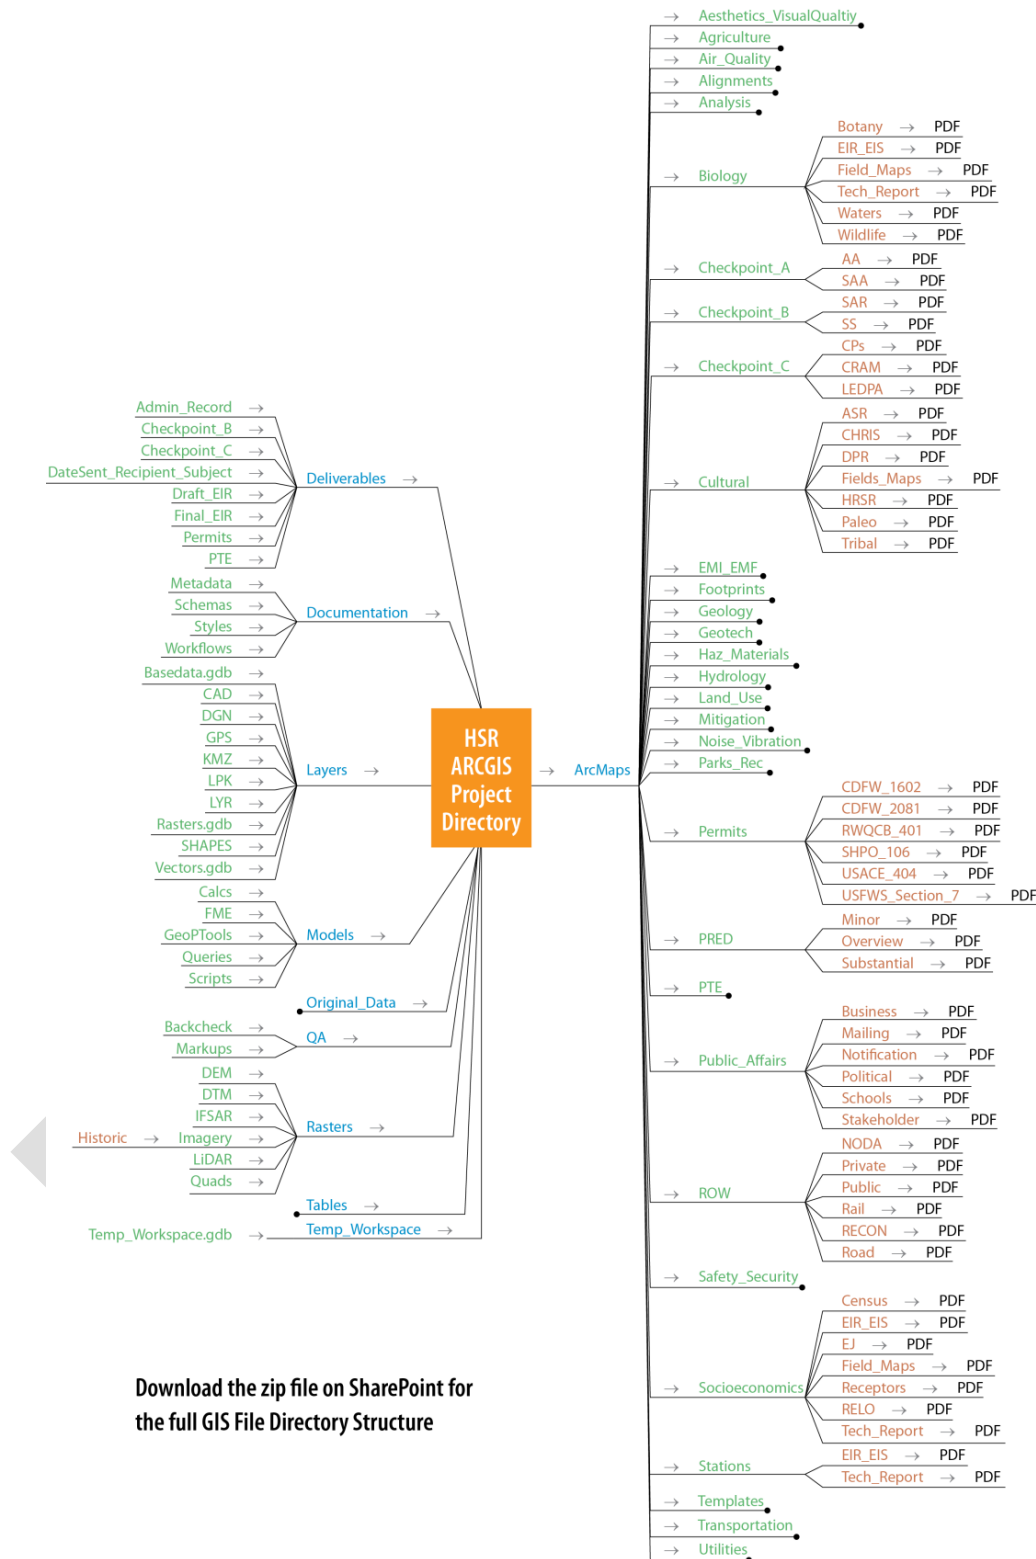 Admin_Record →
Checkpoint_B →
Checkpoint_C →
DateSent_Recipient_Subject →
Draft_EIR →
Final_EIR →
Permits →
PTE →
Deliverables →
Metadata →
Schemas →
Styles →
Workflows →
Documentation →
Basedata.gdb →
CAD →
DGN →
GPS →
KMZ →
LPK →
LYR →
Rasters.gdb →
SHAPES →
Vectors.gdb →
Layers →
Calcs →
FME →
GeoPTools →
Queries →
Scripts →
Models →
Original_Data →
Backcheck →
Markups →
QA →
DEM →
DTM →
IFSAR →
Historic → Imagery →
LiDAR →
Quads →
Rasters →
Tables →
Temp_Workspace.gdb →
Temp_Workspace →
HSR
ARCGIS
Project
Directory
→ ArcMaps
→ Aesthetics_VisualQualtiy
→ Agriculture
→ Air_Quality
→ Alignments
→ Analysis
→ Biology
Botany → PDF
EIR_EIS → PDF
Field_Maps → PDF
Tech_Report → PDF
Waters → PDF
Wildlife → PDF
→ Checkpoint_A
AA → PDF
SAA → PDF
→ Checkpoint_B
SAR → PDF
SS → PDF
→ Checkpoint_C
CPs → PDF
CRAM → PDF
LEDPA → PDF
→ Cultural
ASR → PDF
CHRIS → PDF
DPR → PDF
Fields_Maps → PDF
HRSR → PDF
Paleo → PDF
Tribal → PDF
→ EMI_EMF
→ Footprints
→ Geology
→ Geotech
→ Haz_Materials
→ Hydrology
→ Land_Use
→ Mitigation
→ Noise_Vibration
→ Parks_Rec
→ Permits
CDFW_1602 → PDF
CDFW_2081 → PDF
RWQCB_401 → PDF
SHPO_106 → PDF
USACE_404 → PDF
USFWS_Section_7 → PDF
→ PRED
Minor → PDF
Overview → PDF
Substantial → PDF
→ PTE
→ Public_Affairs
Business → PDF
Mailing → PDF
Notification → PDF
Political → PDF
Schools → PDF
Stakeholder → PDF
→ ROW
NODA → PDF
Private → PDF
Public → PDF
Rail → PDF
RECON → PDF
Road → PDF
→ Safety_Security
→ Socioeconomics
Census → PDF
EIR_EIS → PDF
EJ → PDF
Field_Maps → PDF
Receptors → PDF
RELO → PDF
Tech_Report → PDF
→ Stations
EIR_EIS → PDF
Tech_Report → PDF
→ Templates
→ Transportation
→ Utilities
Download the zip file on SharePoint for
the full GIS File Directory Structure